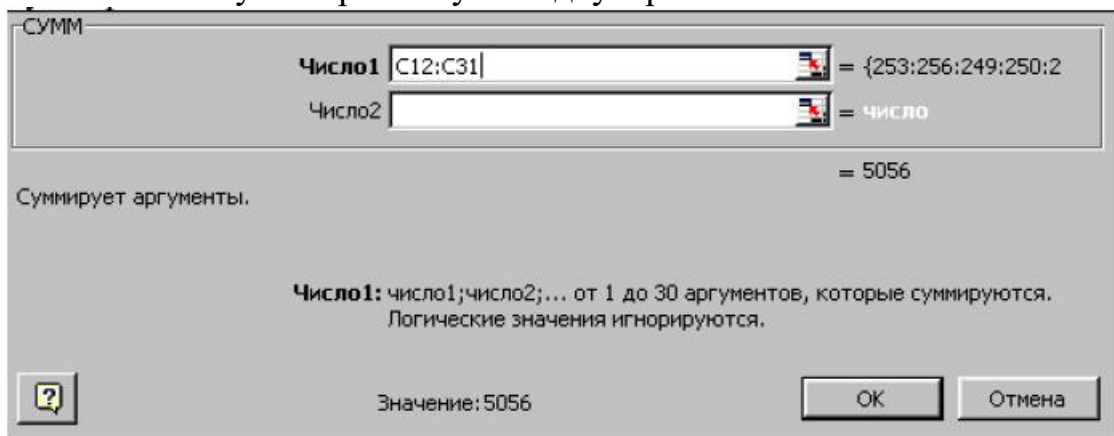 СУММ
Число1 C12:C31 = {253:256:249:250:2
Число2 = число
= 5056
Суммирует аргументы.
Число1: число1;число2;... от 1 до 30 аргументов, которые суммируются.
Логические значения игнорируются.
? Значение:5056 OK Отмена